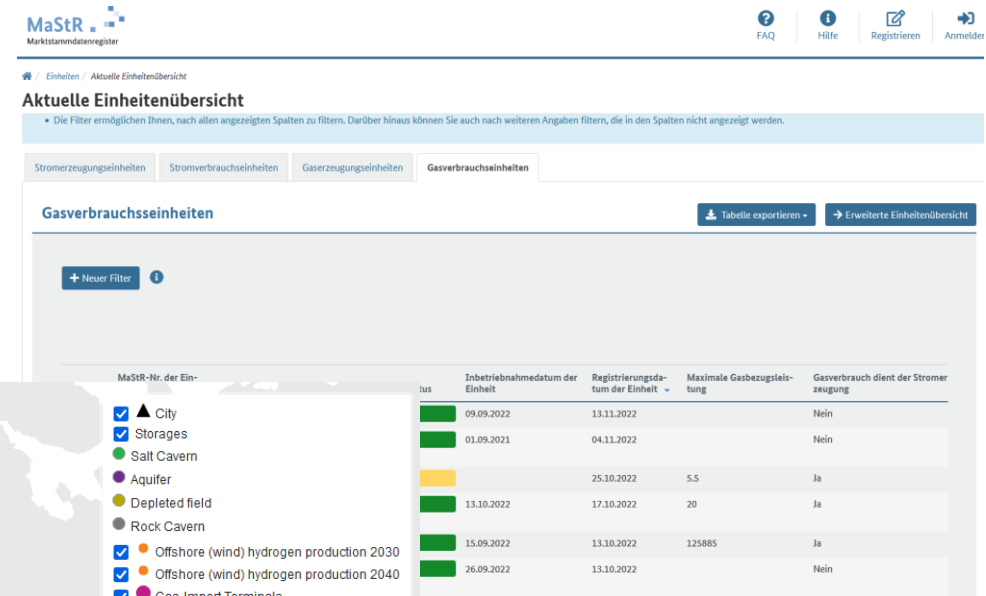 MaStR
Marktstammdatenregister
FAQ
Hilfe
Registrieren
Anmelden
/ Einheiten / Aktuelle Einheitenübersicht
Aktuelle Einheitenübersicht
• Die Filter ermöglichen Ihnen, nach allen angezeigten Spalten zu filtern. Darüber hinaus können Sie auch nach weiteren Angaben filtern, die in den Spalten nicht angezeigt werden.
Stromerzeugungseinheiten Stromverbrauchseinheiten Gaserzeugungseinheiten Gasverbrauchseinheiten
Gasverbrauchsseinheiten
Tabelle exportieren
Erweiterte Einheitenübersicht
+ Neuer Filter
MaStR-Nr. der Ein-
tus
Inbetriebnahmedatum der
Einheit
Registrierungsda-
tum der Einheit
Maximale Gasbezugsleis-
tung
Gasverbrauch dient der Stromer
zeugung
09.09.2022 13.11.2022 Nein
01.09.2021 04.11.2022 Nein
25.10.2022 5.5 Ja
13.10.2022 17.10.2022 20 Ja
15.09.2022 13.10.2022 125885 Ja
26.09.2022 13.10.2022 Nein
City
Storages
Salt Cavern
Aquifer
Depleted field
Rock Cavern
Offshore (wind) hydrogen production 2030
Offshore (wind) hydrogen production 2040